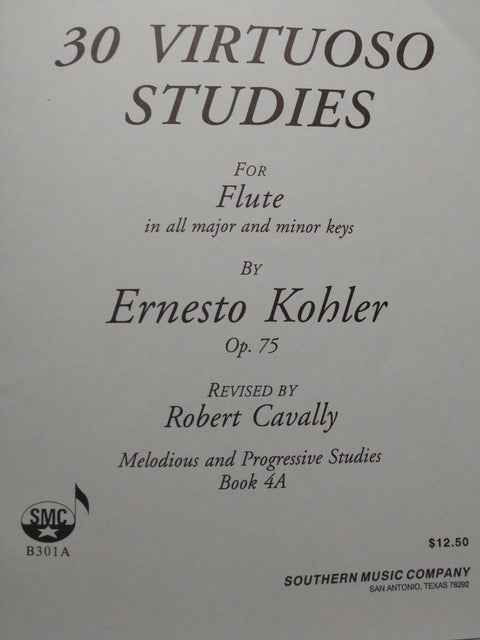 30 VIRTUOSO
STUDIES
FOR
Flute
in all major and minor keys
BY
Ernesto Kohler
Op. 75
REVISED BY
Robert Cavally
Melodious and Progressive Studies
Book 4A
SMC
B301A
$12.50
SOUTHERN MUSIC COMPANY
SAN ANTONIO, TEXAS 78292